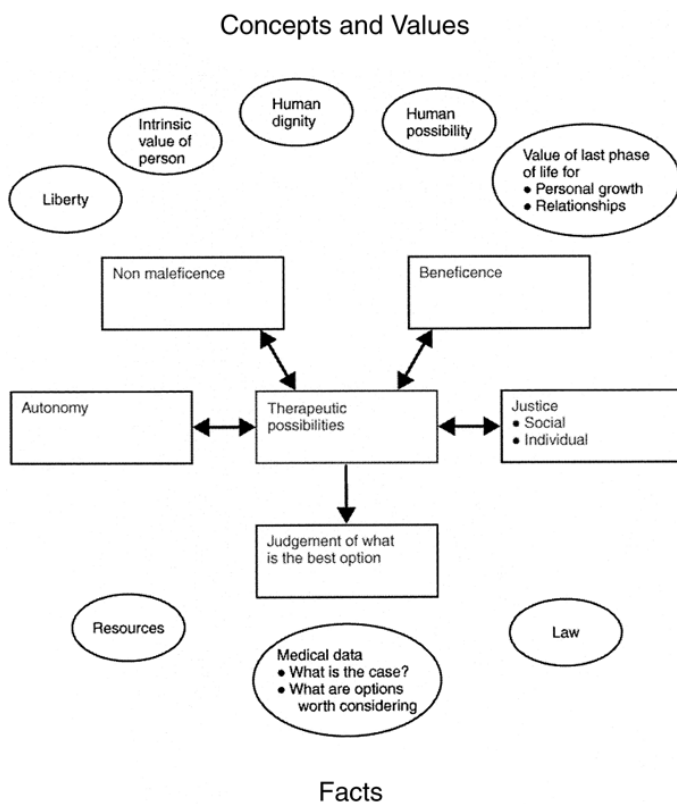 Concepts and Values
Human
dignity
Human
possibility
Intrinsic
value of
person
Value of last phase
of life for
● Personal growth
● Relationships
Liberty
Non maleficence
Beneficence
Autonomy
Therapeutic
possibilities
Justice
● Social
● Individual
Judgement of what
is the best option
Resources
Law
Medical data
● What is the case?
● What are options
worth considering
Facts